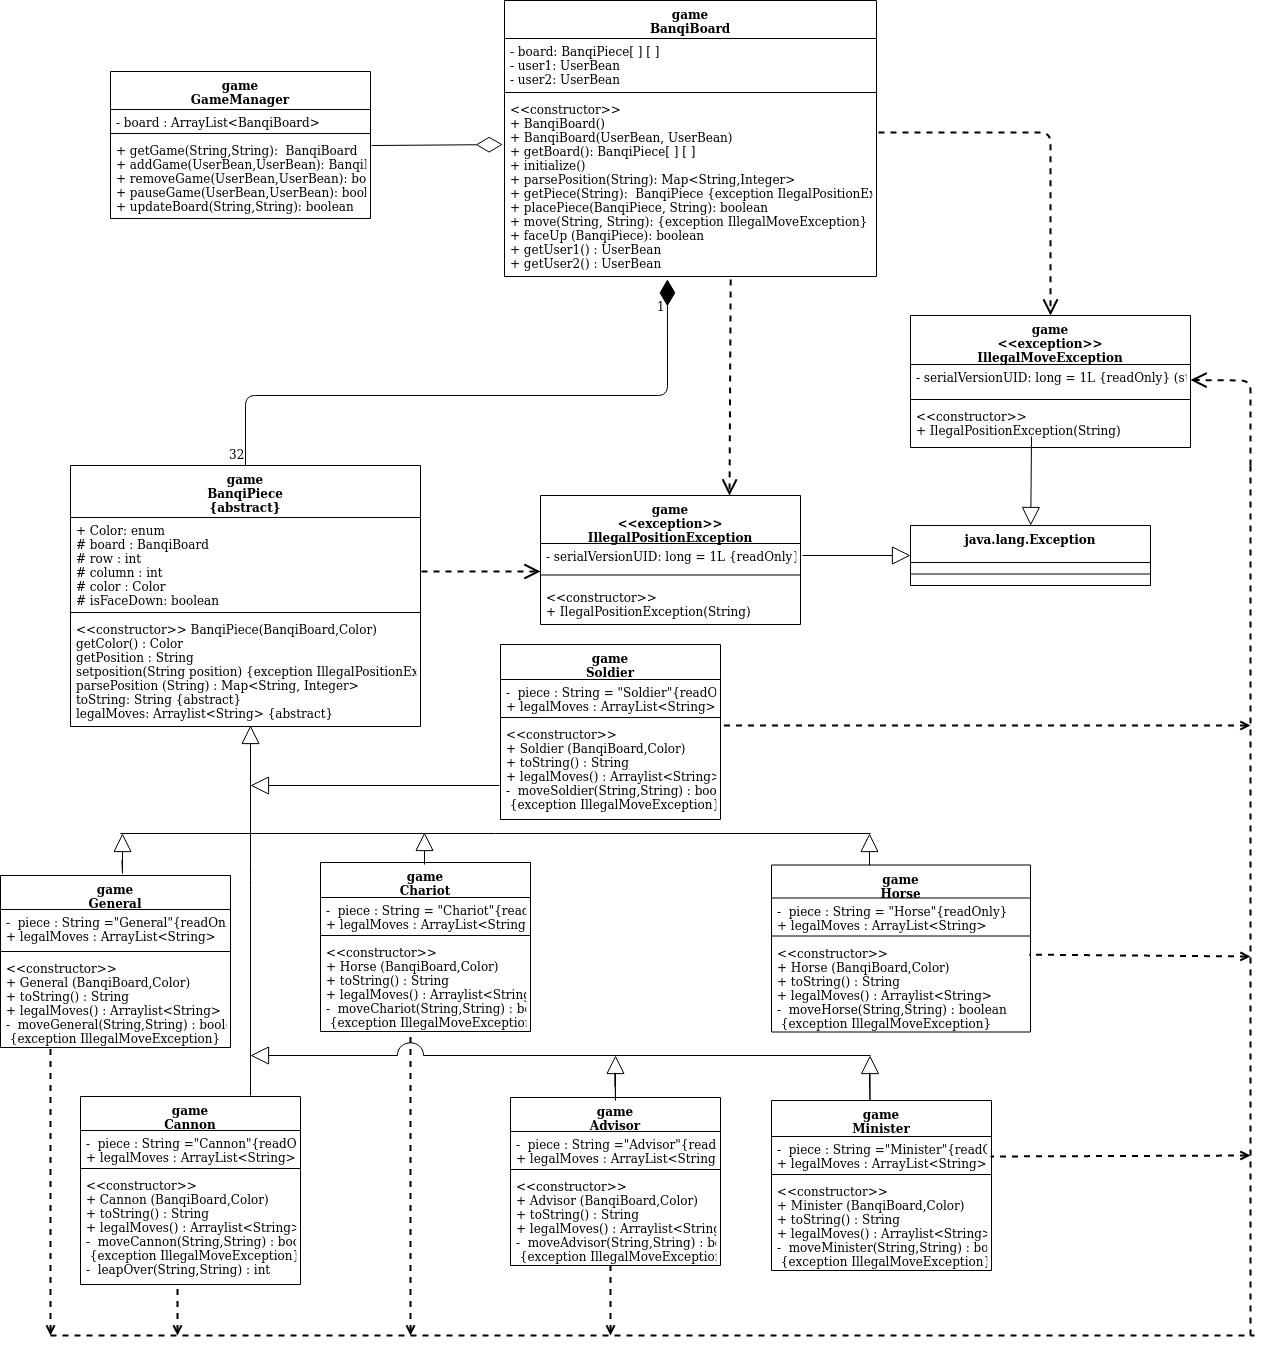 game
BanqiBoard
- board: BanqiPiece[ ] [ ]
- user1: UserBean
- user2: UserBean
<<constructor>>
+ BanqiBoard()
+ BanqiBoard(UserBean, UserBean)
+ getBoard(): BanqiPiece[ ] [ ]
+ initialize()
+ parsePosition(String): Map<String,Integer>
+ getPiece(String):  BanqiPiece {exception IlegalPositionEx
+ placePiece(BanqiPiece, String): boolean
+ move(String, String): {exception IllegalMoveException}
+ faceUp (BanqiPiece): boolean
+ getUser1() : UserBean
+ getUser2() : UserBean
game
GameManager
- board : ArrayList<BanqiBoard>
+ getGame(String,String):  BanqiBoard
+ addGame(UserBean,UserBean): Banqil
+ removeGame(UserBean,UserBean): bo
+ pauseGame(UserBean,UserBean): bool
+ updateBoard(String,String): boolean
1
32
game
<<exception>>
IllegalMoveException
- serialVersionUID: long = 1L {readOnly} (st
<<constructor>>
+ IlegalPositionException(String)
game
BanqiPiece
{abstract}
+ Color: enum
# board : BanqiBoard
# row : int
# column : int
# color : Color
# isFaceDown: boolean
<<constructor>> BanqiPiece(BanqiBoard,Color)
getColor() : Color
getPosition : String
setposition(String position) {exception IllegalPositionEx
parsePosition (String) : Map<String, Integer>
toString: String {abstract}
legalMoves: Arraylist<String> {abstract}
game
<<exception>>
IllegalPositionException
- serialVersionUID: long = 1L {readOnly}
<<constructor>>
+ IlegalPositionException(String)
java.lang.Exception
game
Soldier
-  piece : String = "Soldier"{readO
+ legalMoves : ArrayList<String>
<<constructor>>
+ Soldier (BanqiBoard,Color)
+ toString() : String
+ legalMoves() : Arraylist<String>
-  moveSoldier(String,String) : boo
{exception IllegalMoveException}
game
General
-  piece : String ="General"{readOn
+ legalMoves : ArrayList<String>
<<constructor>>
+ General (BanqiBoard,Color)
+ toString() : String
+ legalMoves() : Arraylist<String>
-  moveGeneral(String,String) : bool
{exception IllegalMoveException}
game
Chariot
-  piece : String = "Chariot"{read
+ legalMoves : ArrayList<String
<<constructor>>
+ Horse (BanqiBoard,Color)
+ toString() : String
+ legalMoves() : Arraylist<String
-  moveChariot(String,String) : bo
{exception IllegalMoveException
game
Horse
-  piece : String = "Horse"{readOnly}
+ legalMoves : ArrayList<String>
<<constructor>>
+ Horse (BanqiBoard,Color)
+ toString() : String
+ legalMoves() : Arraylist<String>
-  moveHorse(String,String) : boolean
{exception IllegalMoveException}
game
Cannon
-  piece : String ="Cannon"{readO
+ legalMoves : ArrayList<String>
<<constructor>>
+ Cannon (BanqiBoard,Color)
+ toString() : String
+ legalMoves() : Arraylist<String>
-  moveCannon(String,String) : boo
{exception IllegalMoveException}
-  leapOver(String,String) : int
game
Advisor
-  piece : String ="Advisor"{read
+ legalMoves : ArrayList<String
<<constructor>>
+ Advisor (BanqiBoard,Color)
+ toString() : String
+ legalMoves() : Arraylist<String
-  moveAdvisor(String,String) : bo
{exception IllegalMoveException
game
Minister
-  piece : String ="Minister"{readO
+ legalMoves : ArrayList<String>
<<constructor>>
+ Minister (BanqiBoard,Color)
+ toString() : String
+ legalMoves() : Arraylist<String>
-  moveMinister(String,String) : bo
{exception IllegalMoveException}